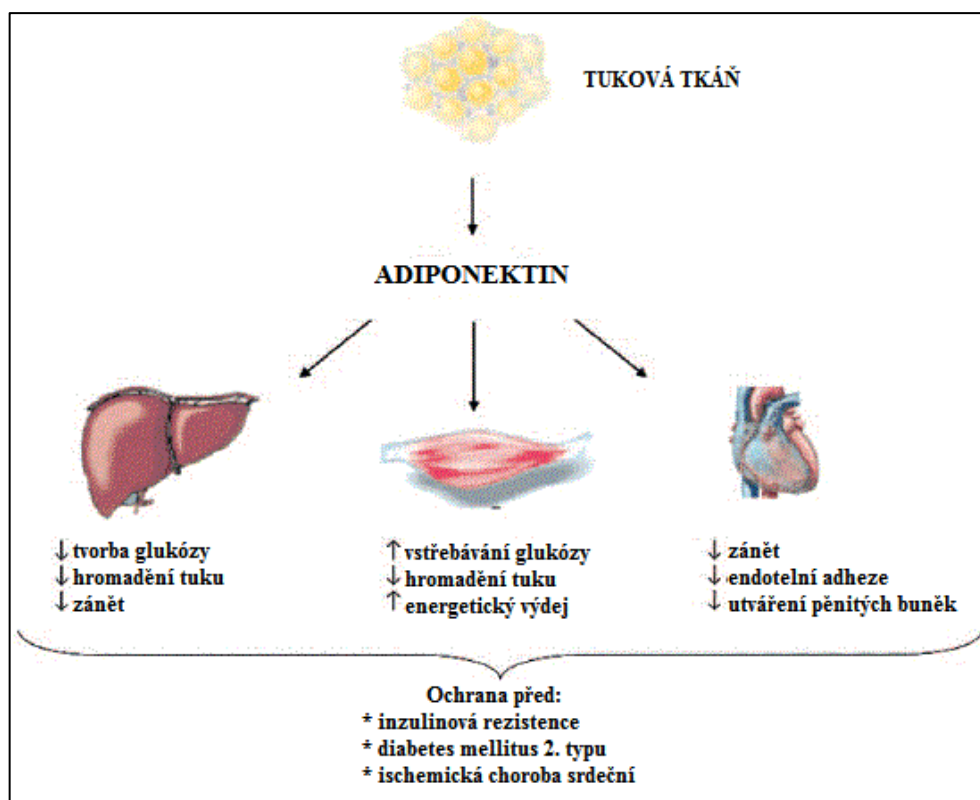 TUKOVÁ TKÁŇ
ADIPONEKTIN
↓ tvorba glukózy
↓ hromadění tuku
↓ zánět
↑ vstřebávání glukózy
↓ hromadění tuku
↑ energetický výdej
↓ zánět
↓ endotelní adheze
↓ utváření pěnitých buněk
Ochrana před:
* inzulinová rezistence
* diabetes mellitus 2. typu
* ischemická choroba srdeční